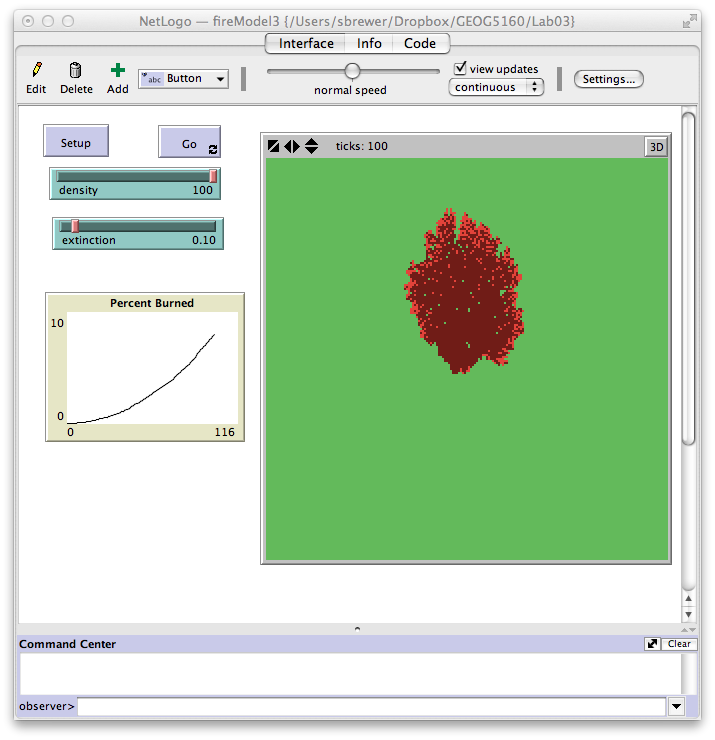 NetLogo — fireModel3 {/Users/sbrewer/Dropbox/GEOG5160/Lab03}
Interface Info Code
Edit Delete Add abc Button normal speed view updates continuous Settings...
Setup Go
density 100
extinction 0.10
ticks: 100 3D
Percent Burned
10
0
0 116
Command Center Clear
observer>